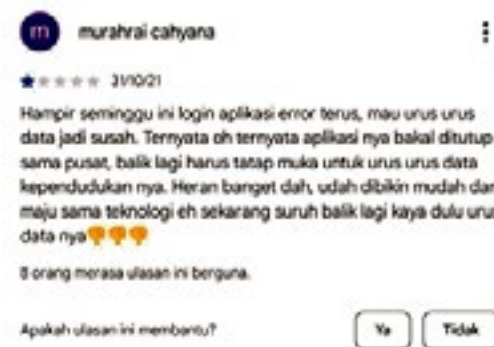 m
murahrai cahyana
31/10/21
Hampir seminggu ini login aplikasi error terus, mau urus urus
data jadi susah. Ternyata oh ternyata aplikasi nya bakal ditutup
sama pusat, balik lagi harus tatap muka untuk urus urus data
kependudukan nya. Heran banget dah, udah dibikin mudah dan
maju sama teknologi eh sekarang suruh balik lagi kaya dulu urus
data nya👎👎👎
8 orang merasa ulasan ini berguna.
Apakah ulasan ini membantu?
Ya
Tidak